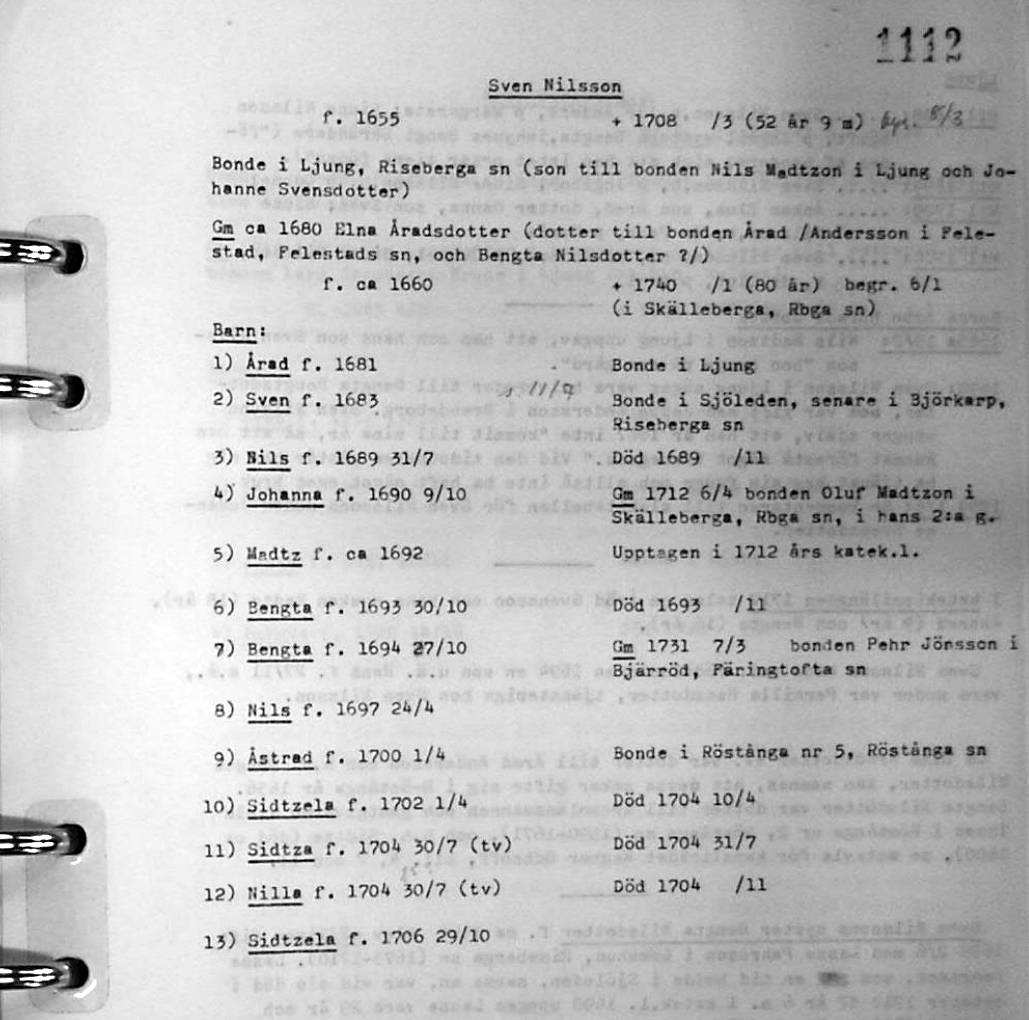 1112
Sven Nilsson
f. 1655 + 1708 /3 (52 år 9 m) 8/3
Bonde i Ljung, Riseberga sn (son till bonden Nils Madtzon i Ljung och Jo-
hanne Svensdotter)
Gm ca 1680 Elna Åradsdotter (dotter till bonden Årad /Andersson i Fele-
stad, Felestads sn, och Bengta Nilsdotter ?/)
f. ca 1660 + 1740 /1 (80 år) begr. 6/1
(i Skälleberga, Rbga sn)
Barn:
1) Årad f. 1681 Bonde i Ljung
2) Sven f. 1683 Bonde i Sjöleden, senare i Björkarp,
Riseberga sn
3) Nils f. 1689 31/7 Död 1689 /11
4) Johanna f. 1690 9/10 Gm 1712 6/4 bonden Oluf Madtzon i
Skälleberga, Rbga sn, i hans 2:a g.
5) Madtz f. ca 1692 Upptagen i 1712 års katek.l.
6) Bengta f. 1693 30/10 Död 1693 /11
7) Bengta f. 1694 27/10 Gm 1731 7/3 bonden Pehr Jönsson i
Bjärröd, Färingtofta sn
8) Nils f. 1697 24/4
9) Åstrad f. 1700 1/4 Bonde i Röstånga nr 5, Röstånga sn
10) Sidtzela f. 1702 1/4 Död 1704 10/4
11) Sidtza f. 1704 30/7 (tv) Död 1704 31/7
12) Nilla f. 1704 30/7 (tv) Död 1704 /11
13) Sidtzela f. 1706 29/10